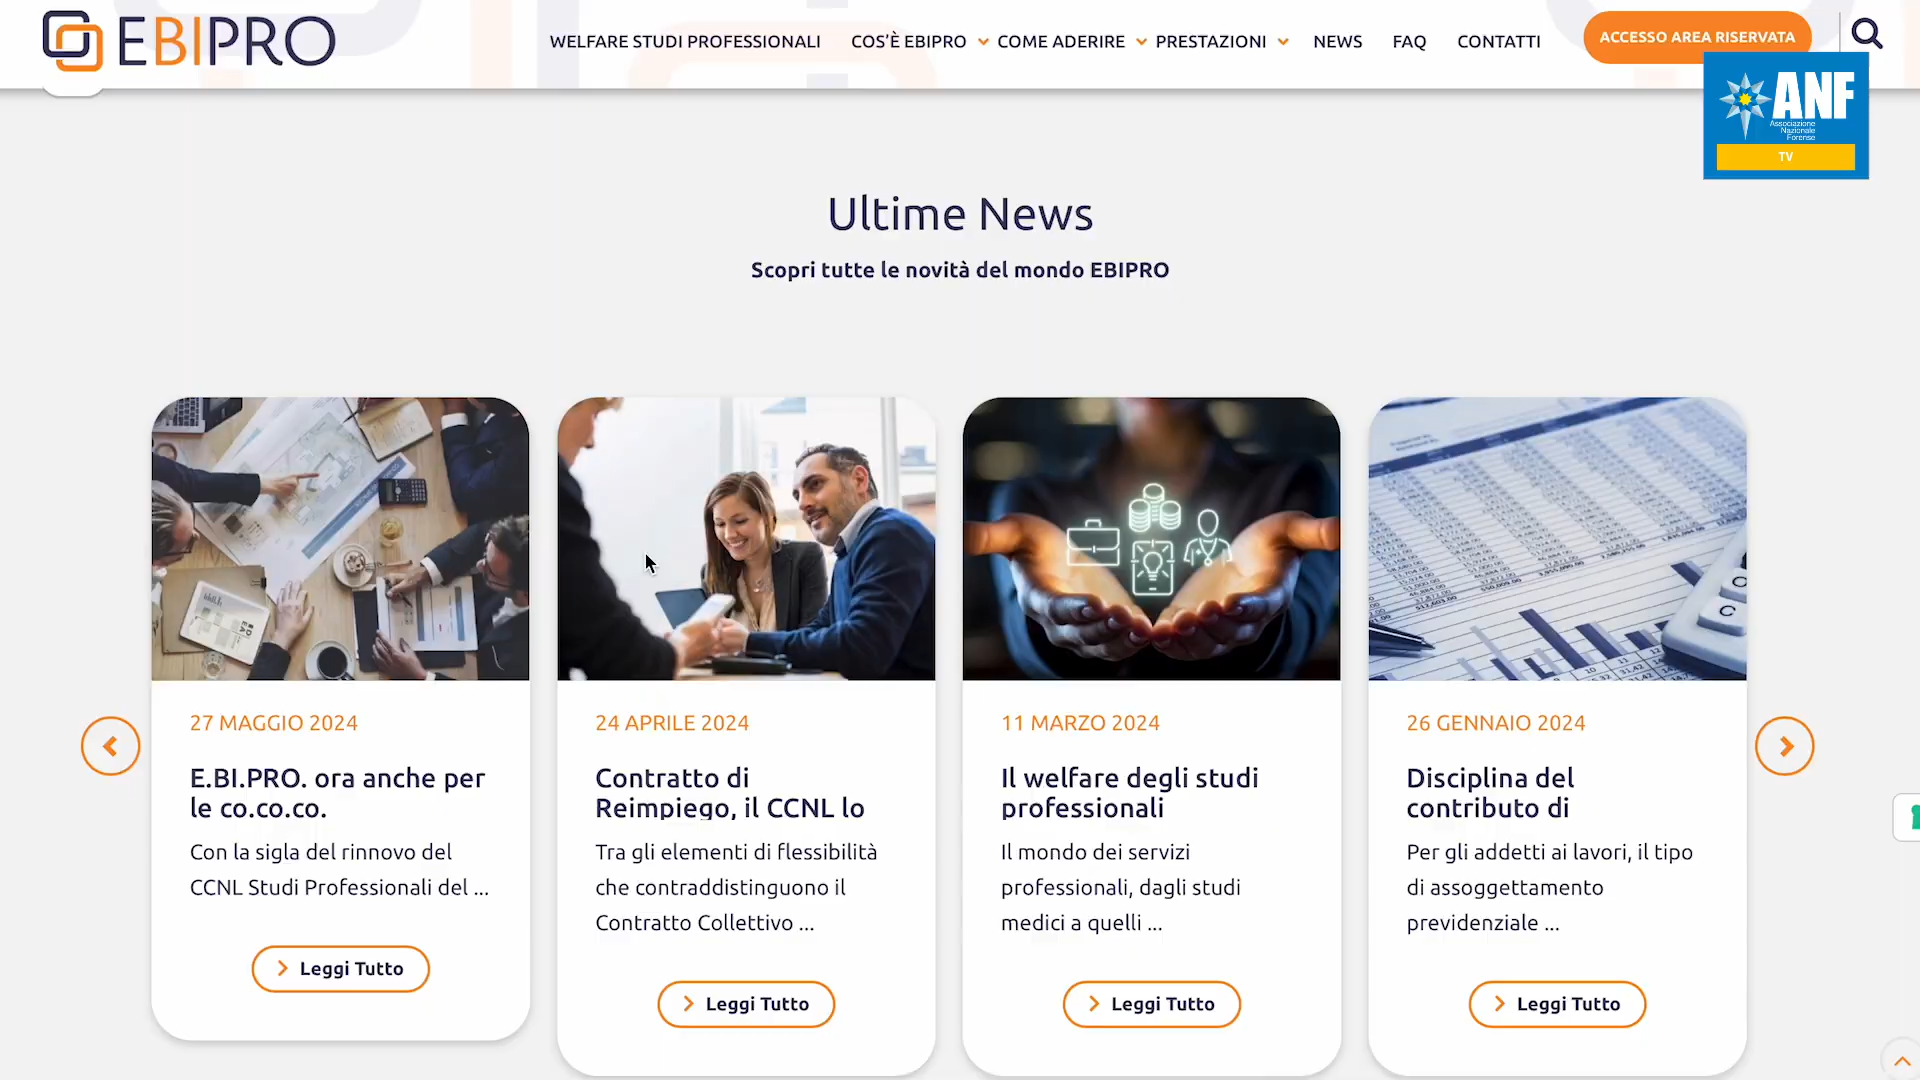 EBIPRO
WELFARE STUDI PROFESSIONALI
COS'È EBIPRO
COME ADERIRE
PRESTAZIONI
NEWS
FAQ
CONTATTI
ACCESSO AREA RISERVATA
ANF
Associazione
Nazionale
Forense
TV
Ultime News
Scopri tutte le novità del mondo EBIPRO
27 MAGGIO 2024
E.BI.PRO. ora anche per
le co.co.co.
Con la sigla del rinnovo del
CCNL Studi Professionali del ...
Leggi Tutto
24 APRILE 2024
Contratto di
Reimpiego, il CCNL lo
Tra gli elementi di flessibilità
che contraddistinguono il
Contratto Collettivo ...
Leggi Tutto
11 MARZO 2024
Il welfare degli studi
professionali
Il mondo dei servizi
professionali, dagli studi
medici a quelli ...
Leggi Tutto
26 GENNAIO 2024
Disciplina del
contributo di
Per gli addetti ai lavori, il tipo
di assoggettamento
previdenziale ...
Leggi Tutto